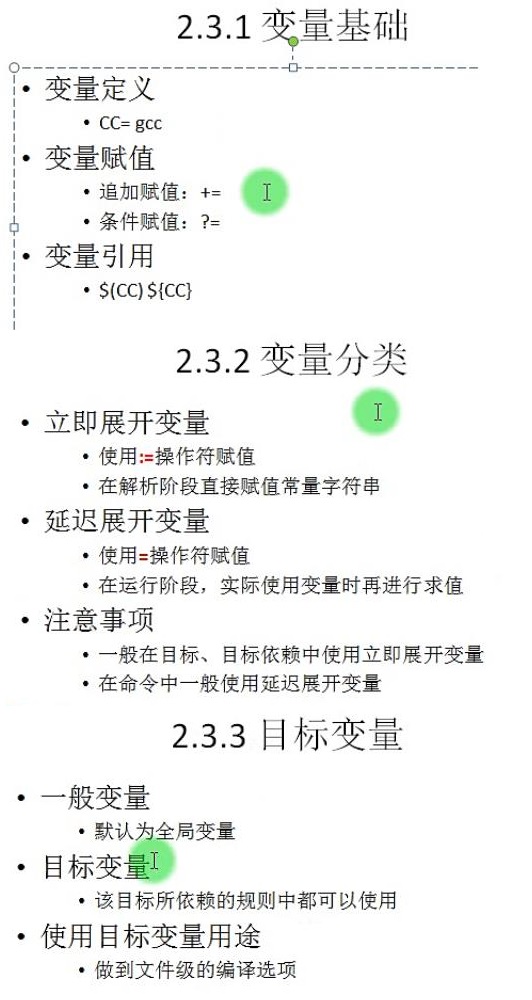 2.3.1 变量基础
• 变量定义
• CC= gcc
• 变量赋值
• 追加赋值：+=
• 条件赋值：?=
• 变量引用
• $(CC) ${CC}
2.3.2 变量分类
• 立即展开变量
• 使用:=操作符赋值
• 在解析阶段直接赋值常量字符串
• 延迟展开变量
• 使用=操作符赋值
• 在运行阶段，实际使用变量时再进行求值
• 注意事项
• 一般在目标、目标依赖中使用立即展开变量
• 在命令中一般使用延迟展开变量
2.3.3 目标变量
• 一般变量
• 默认为全局变量
• 目标变量
• 该目标所依赖的规则中都可以使用
• 使用目标变量用途
• 做到文件级的编译选项